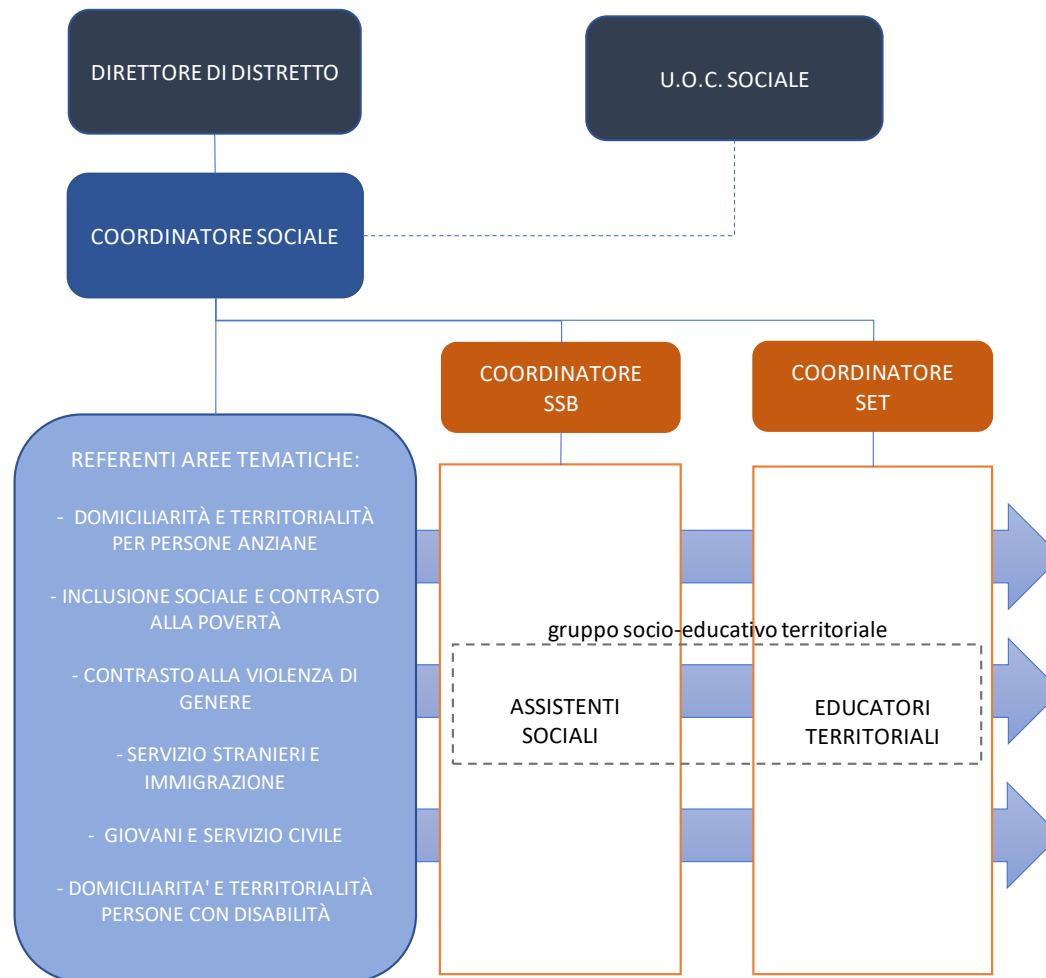 DIRETTORE DI DISTRETTO
U.O.C. SOCIALE
COORDINATORE SOCIALE
COORDINATORE
SSB
COORDINATORE
SET
REFERENTI AREE TEMATICHE:
- DOMICILIARITÀ E TERRITORIALITÀ
PER PERSONE ANZIANE
- INCLUSIONE SOCIALE E CONTRASTO
ALLA POVERTÀ
- CONTRASTO ALLA VIOLENZA DI
GENERE
- SERVIZIO STRANIERI E
IMMIGRAZIONE
- GIOVANI E SERVIZIO CIVILE
- DOMICILIARITA' E TERRITORIALITÀ
PERSONE CON DISABILITÀ
gruppo socio-educativo territoriale
ASSISTENTI
SOCIALI
EDUCATORI
TERRITORIALI